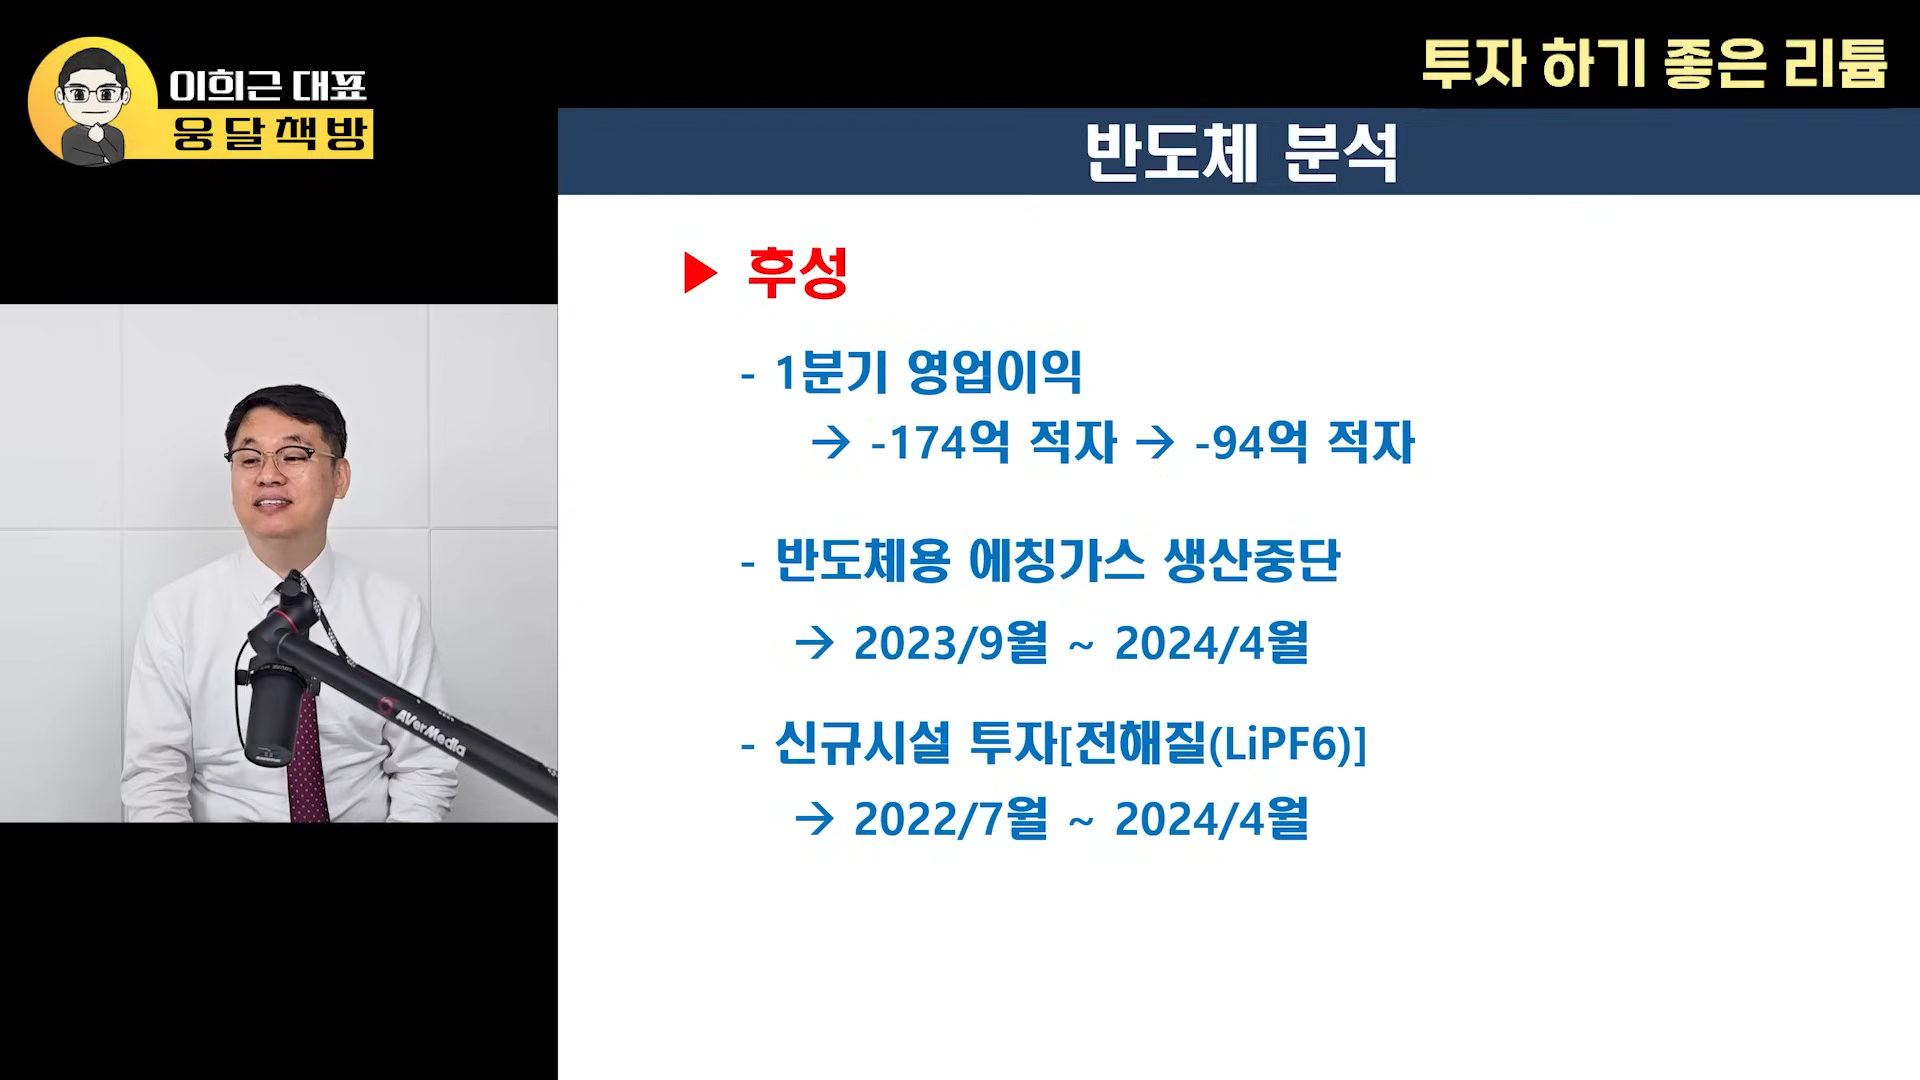 이희근 대표
웅달책방
투자 하기 좋은 리튬
반도체 분석
▶ 후성
- 1분기 영업이익
→ -174억 적자 → -94억 적자
- 반도체용 에칭가스 생산중단
→ 2023/9월 ~ 2024/4월
- 신규시설 투자[전해질(LiPF6)]
→ 2022/7월 ~ 2024/4월
AVerMedia